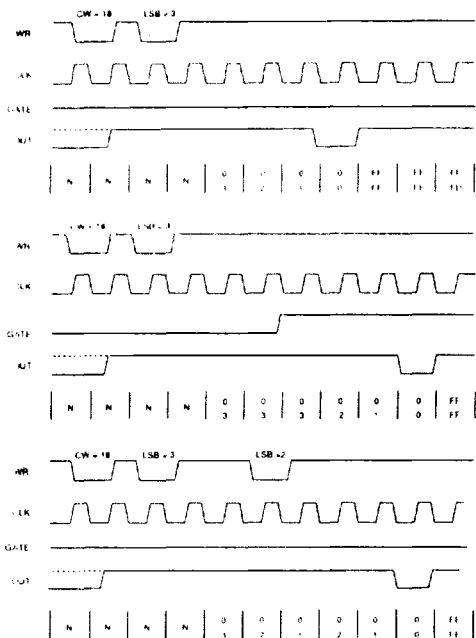 CW = 18 LSB = 3
WR
CLK
GATE
OUT
N N N N 0 0 0 0 FF FF FF
3 2 1 0 FF FE FD
CW = 18 LSB = 3
WR
CLK
GATE
OUT
N N N N 0 0 0 0 0 0 FF
3 3 3 2 1 0 FF
CW = 18 LSB = 3 LSB = 2
WR
CLK
GATE
OUT
N N N N 0 0 0 0 0 0 FF
3 2 1 2 0 FF